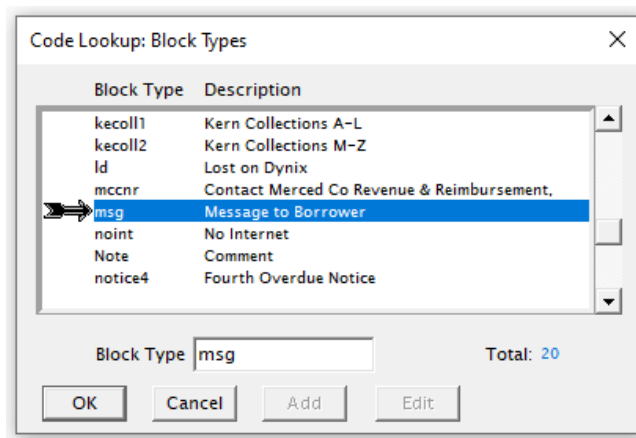 Code Lookup: Block Types
Block Type Description
kecoll1 Kern Collections A-L
kecoll2 Kern Collections M-Z
ld Lost on Dynix
mccnr Contact Merced Co Revenue & Reimbursement,
msg Message to Borrower
noint No Internet
Note Comment
notice4 Fourth Overdue Notice
Block Type msg Total: 20
OK Cancel Add Edit